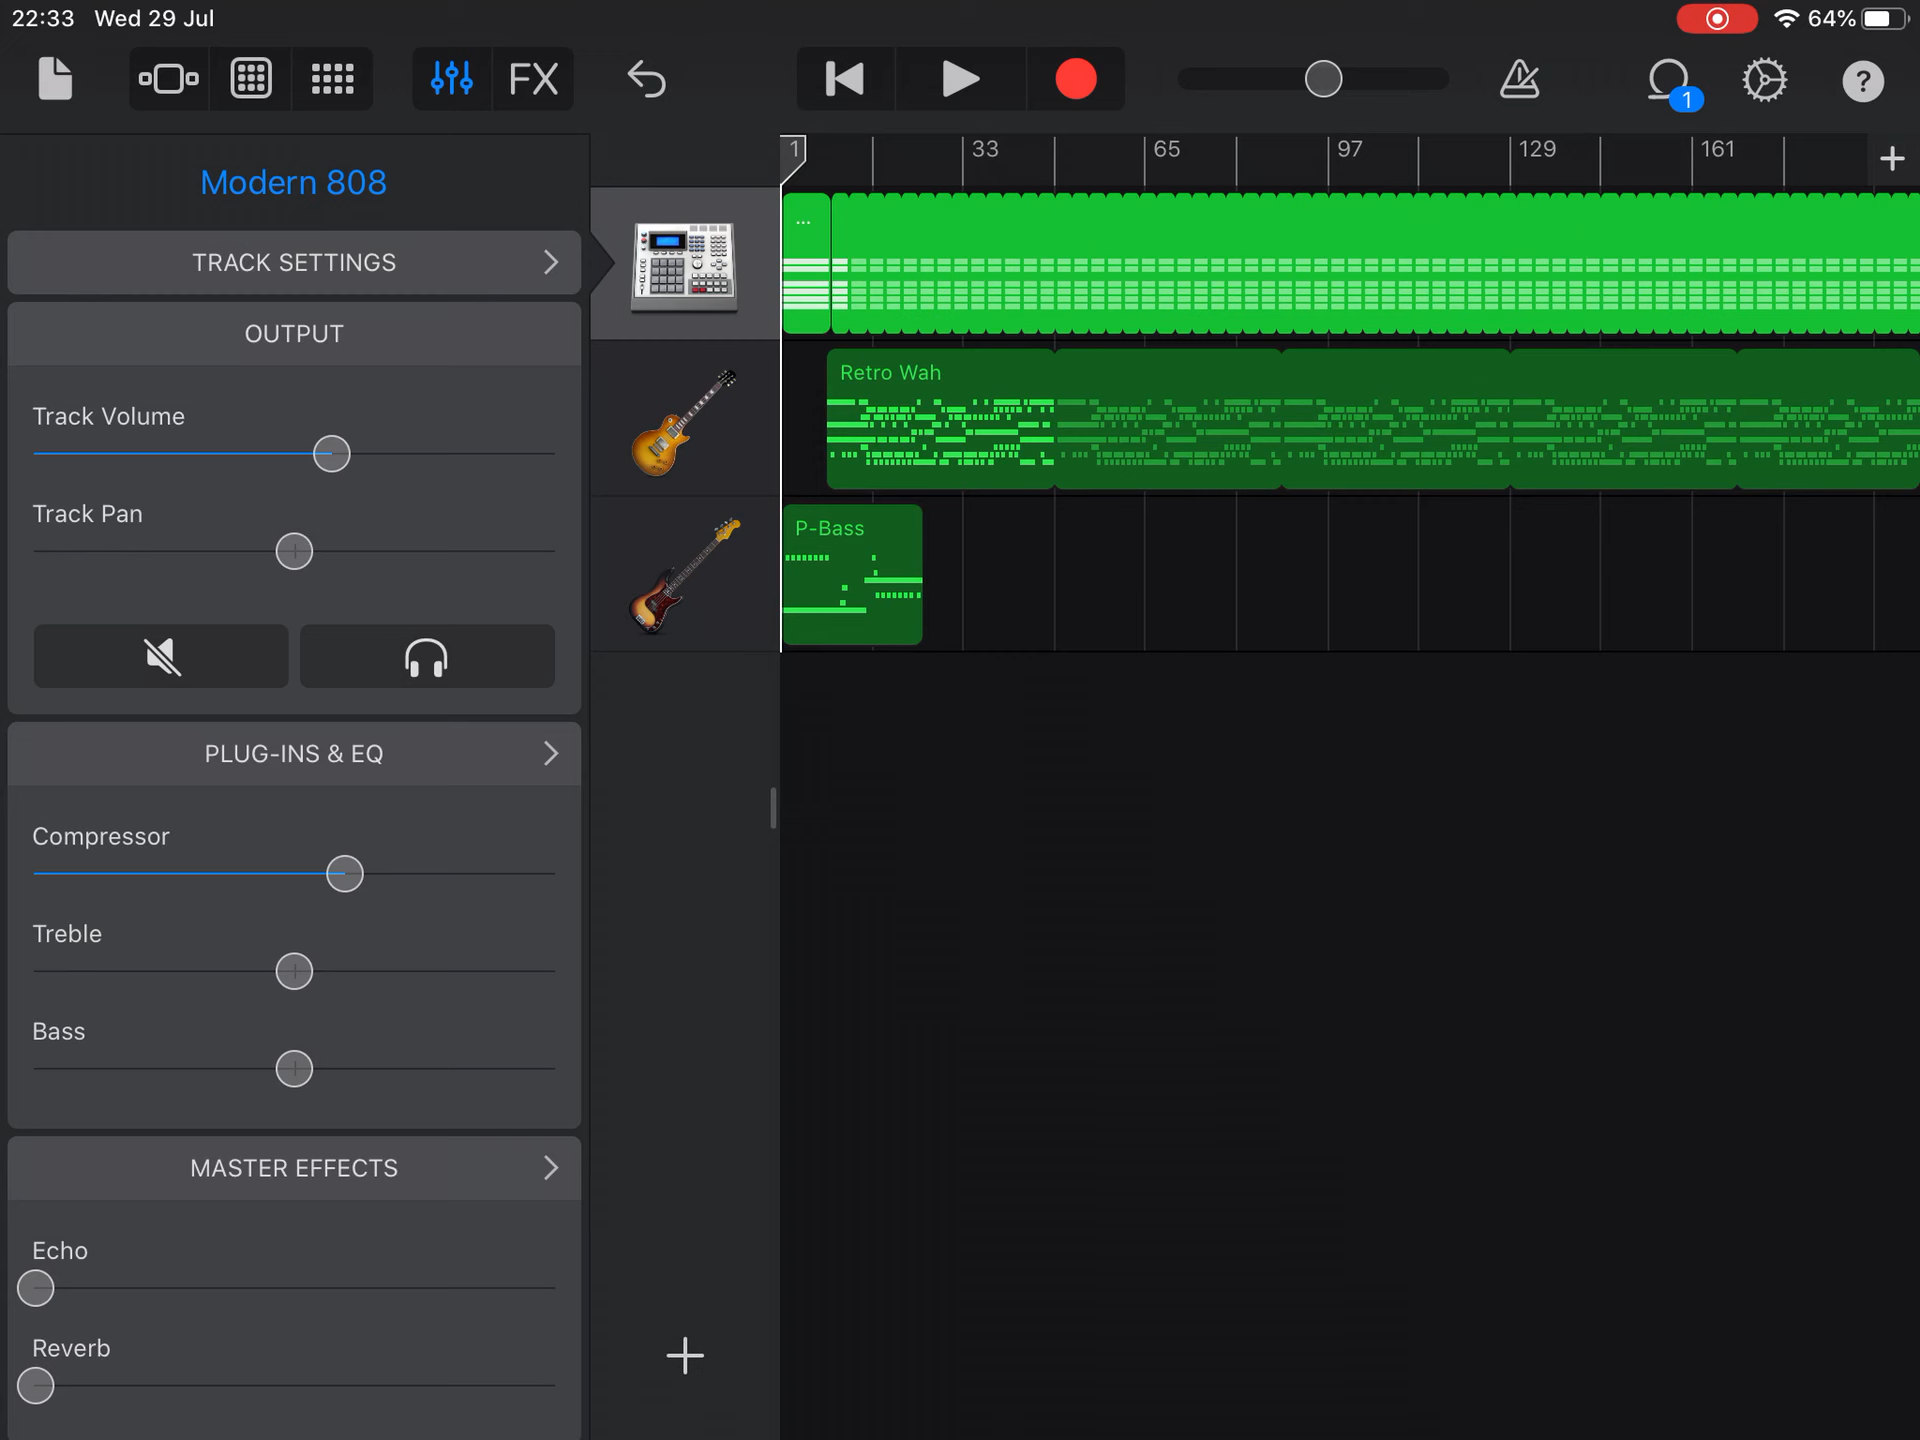 22:33 Wed 29 Jul
64%
FX
1
?
Modern 808
1 33 65 97 129 161
TRACK SETTINGS
...
OUTPUT
Retro Wah
Track Volume
Track Pan
P-Bass
PLUG-INS & EQ
Compressor
Treble
Bass
MASTER EFFECTS
Echo
Reverb